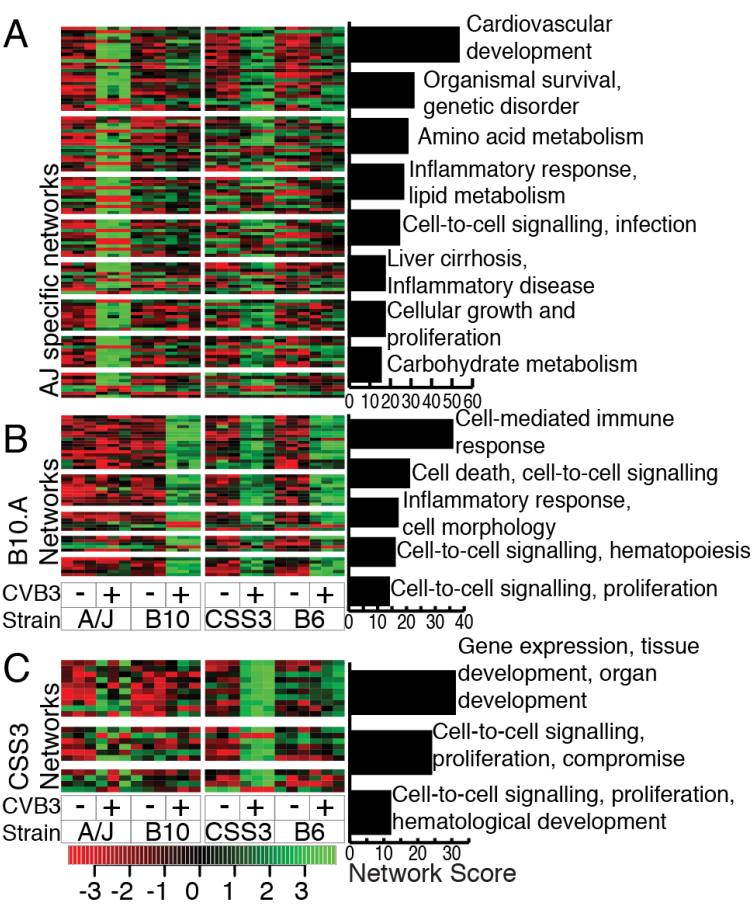 A
AJ specific networks
Cardiovascular
development
Organismal survival,
genetic disorder
Amino acid metabolism
Inflammatory response,
lipid metabolism
Cell-to-cell signalling, infection
Liver cirrhosis,
Inflammatory disease
Cellular growth and
proliferation
Carbohydrate metabolism
0 10 20 30 40 50 60
B
B10.A
Networks
Cell-mediated immune
response
Cell death, cell-to-cell signalling
Inflammatory response,
cell morphology
Cell-to-cell signalling, hematopoiesis
Cell-to-cell signalling, proliferation
0 10 20 30 40
CVB3 - + - + - + - +
Strain A/J B10 CSS3 B6
C
CSS3
Networks
Gene expression, tissue
development, organ
development
Cell-to-cell signalling,
proliferation, compromise
Cell-to-cell signalling, proliferation,
hematological development
CVB3 - + - + - + - +
Strain A/J B10 CSS3 B6
0 10 20 30
Network Score
-3 -2 -1 0 1 2 3